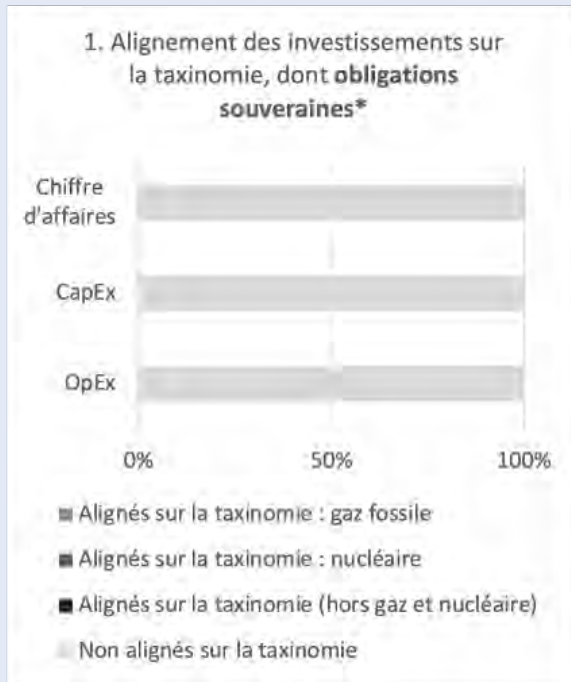 1. Alignement des investissements sur
la taxinomie, dont obligations
souveraines*
Chiffre
d'affaires
CapEx
OpEx
0%
50%
100%
Alignés sur la taxinomie : gaz fossile
Alignés sur la taxinomie : nucléaire
Alignés sur la taxinomie (hors gaz et nucléaire)
Non alignés sur la taxinomie